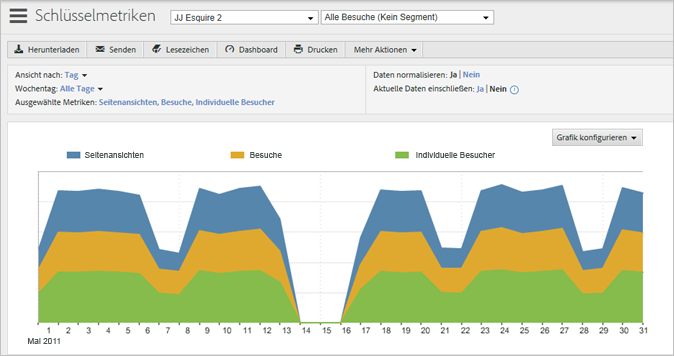 Schlüsselmetriken
JJ Esquire 2
Alle Besuche (Kein Segment)
Herunterladen Senden Lesezeichen Dashboard Drucken Mehr Aktionen
Ansicht nach: Tag
Wochentag: Alle Tage
Ausgewählte Metriken: Seitenansichten, Besuche, Individuelle Besucher
Daten normalisieren: Ja | Nein
Aktuelle Daten einschließen: Ja | Nein
Grafik konfigurieren
Seitenansichten Besuche Individuelle Besucher
1 2 3 4 5 6 7 8 9 10 11 12 13 14 15 16 17 18 19 20 21 22 23 24 25 26 27 28 29 30 31
Mai 2011